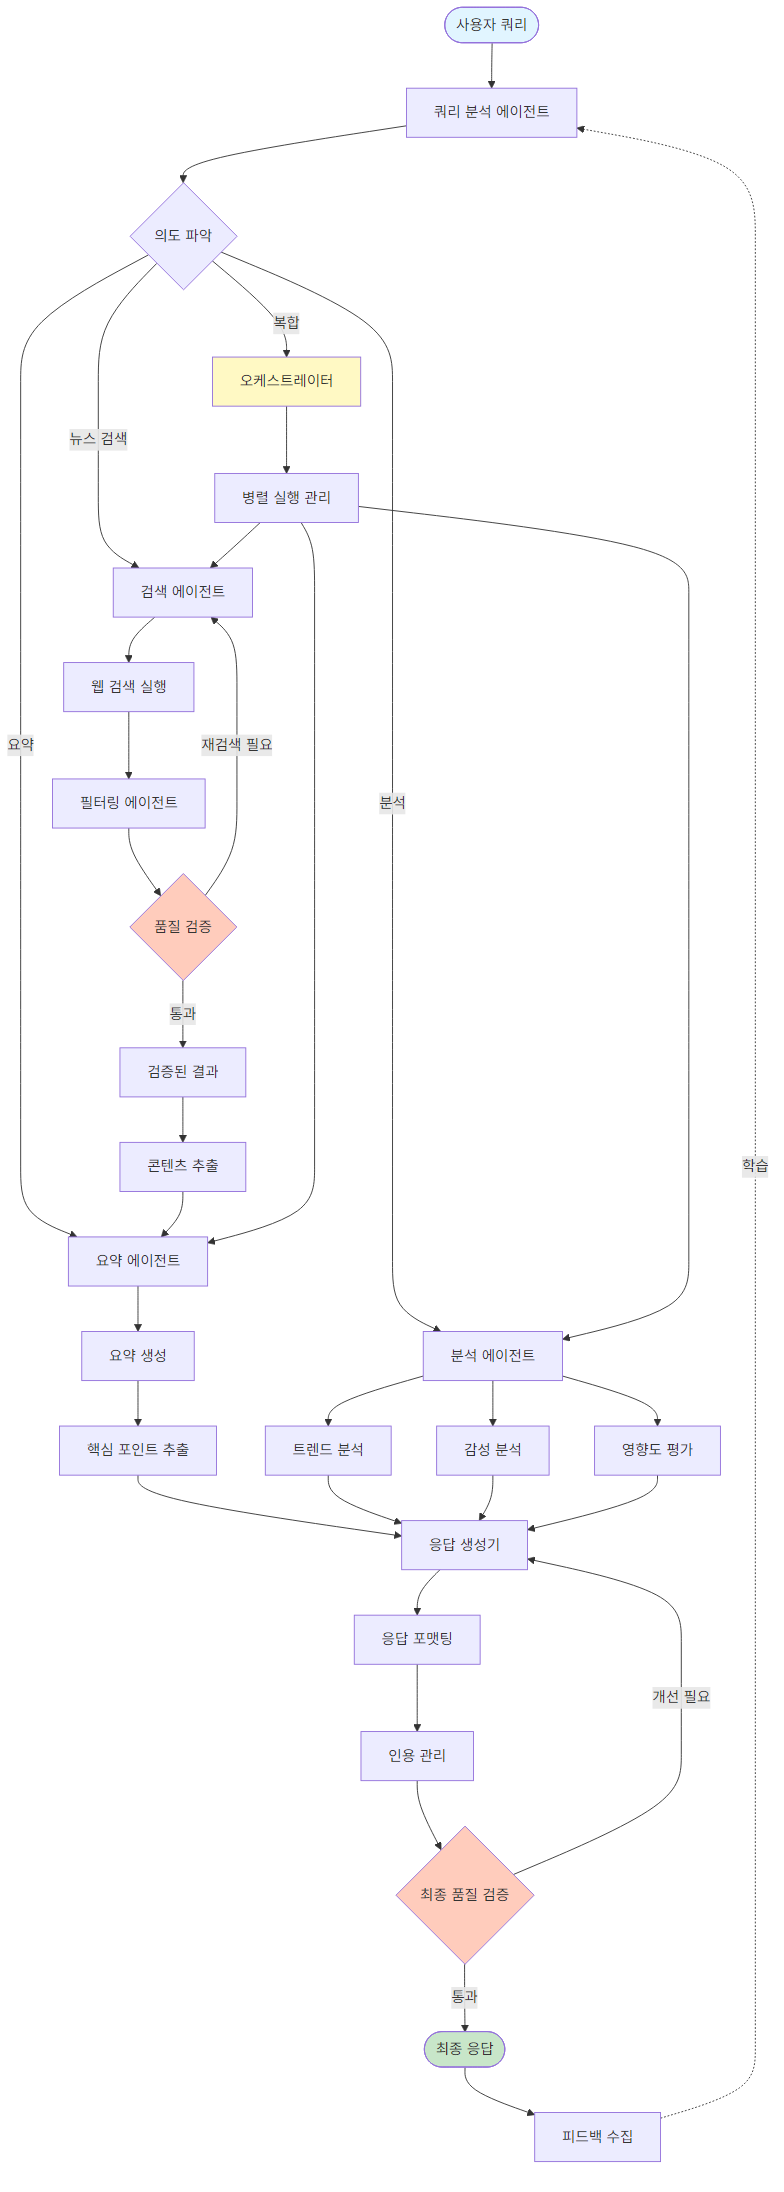 사용자 쿼리
쿼리 분석 에이전트
의도 파악
복합
오케스트레이터
뉴스 검색
병렬 실행 관리
검색 에이전트
웹 검색 실행
요약
재검색 필요
필터링 에이전트
분석
품질 검증
통과
검증된 결과
콘텐츠 추출
학습
요약 에이전트
요약 생성
분석 에이전트
핵심 포인트 추출
트렌드 분석
감성 분석
영향도 평가
응답 생성기
응답 포맷팅
개선 필요
인용 관리
최종 품질 검증
통과
최종 응답
피드백 수집